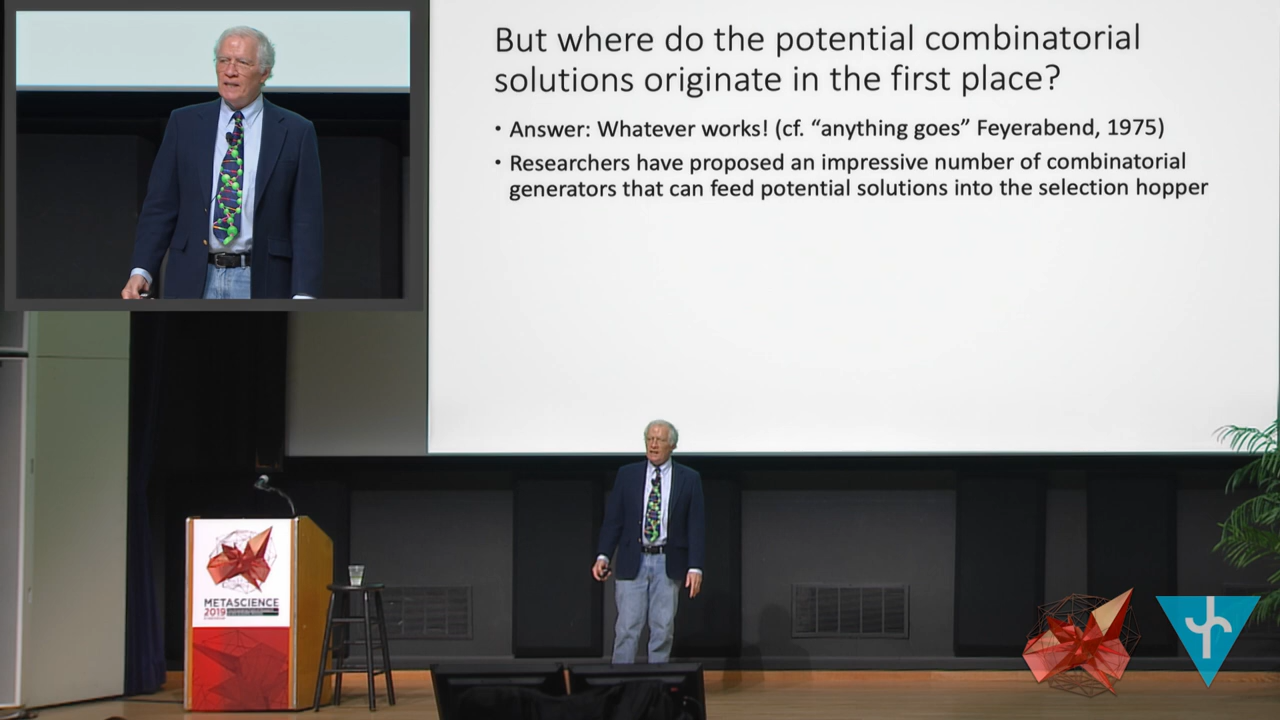 But where do the potential combinatorial
solutions originate in the first place?
• Answer: Whatever works! (cf. “anything goes” Feyerabend, 1975)
• Researchers have proposed an impressive number of combinatorial
generators that can feed potential solutions into the selection hopper
METASCIENCE
2019